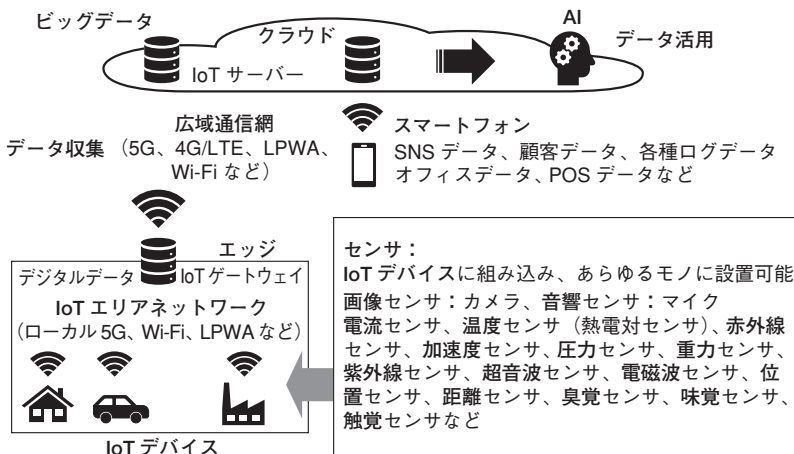 ビッグデータ
クラウド
AI
データ活用
IoT サーバー
広域通信網
データ収集 （5G、4G/LTE、LPWA、
Wi-Fi など）
スマートフォン
SNS データ、顧客データ、各種ログデータ
オフィスデータ、POS データなど
エッジ
デジタルデータ
IoT ゲートウェイ
IoT エリアネットワーク
（ローカル 5G、Wi-Fi、LPWA など）
IoT デバイス
センサ：
IoT デバイスに組み込み、あらゆるモノに設置可能
画像センサ：カメラ、音響センサ：マイク
電流センサ、温度センサ（熱電対センサ）、赤外線
センサ、加速度センサ、圧力センサ、重力センサ、
紫外線センサ、超音波センサ、電磁波センサ、位
置センサ、距離センサ、臭覚センサ、味覚センサ、
触覚センサなど